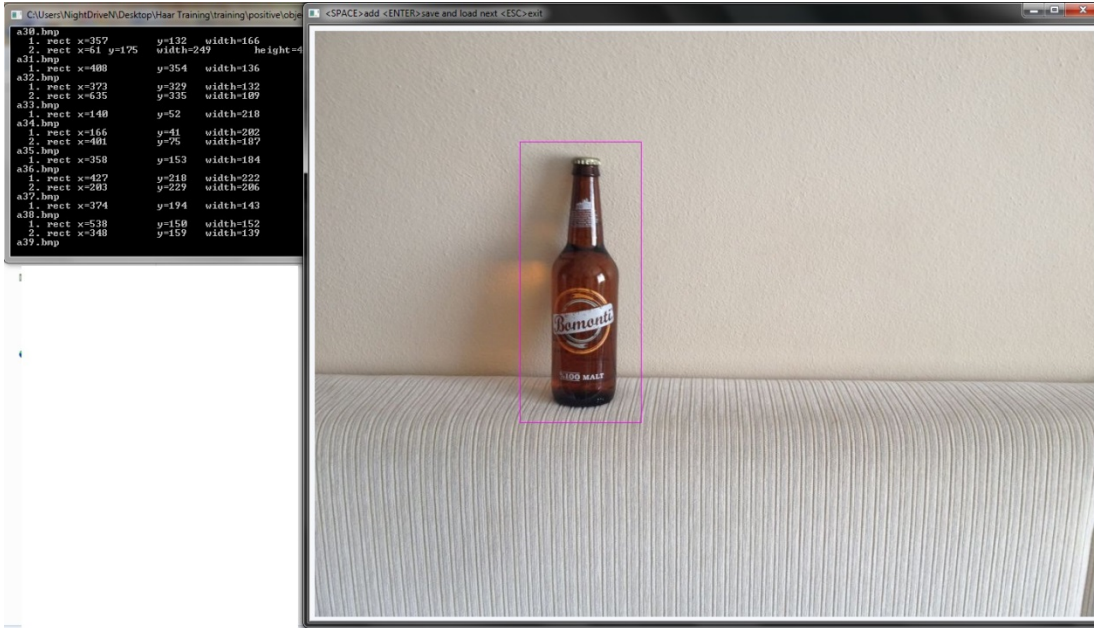 C:\Users\NightDriveN\Desktop\Haar Training\training\positive\obje
a30.bmp
1. rect x=357 y=132 width=166
2. rect x=61 y=175 width=249 height=4
a31.bmp
1. rect x=408 y=354 width=136
a32.bmp
1. rect x=373 y=329 width=132
2. rect x=635 y=335 width=109
a33.bmp
1. rect x=140 y=52 width=218
a34.bmp
1. rect x=166 y=41 width=202
2. rect x=401 y=75 width=187
a35.bmp
1. rect x=358 y=153 width=184
a36.bmp
1. rect x=427 y=218 width=222
2. rect x=203 y=229 width=206
a37.bmp
1. rect x=374 y=194 width=143
a38.bmp
1. rect x=538 y=150 width=152
2. rect x=348 y=159 width=139
a39.bmp
<SPACE>add <ENTER>save and load next <ESC>exit
Bomonti
%100 MALT